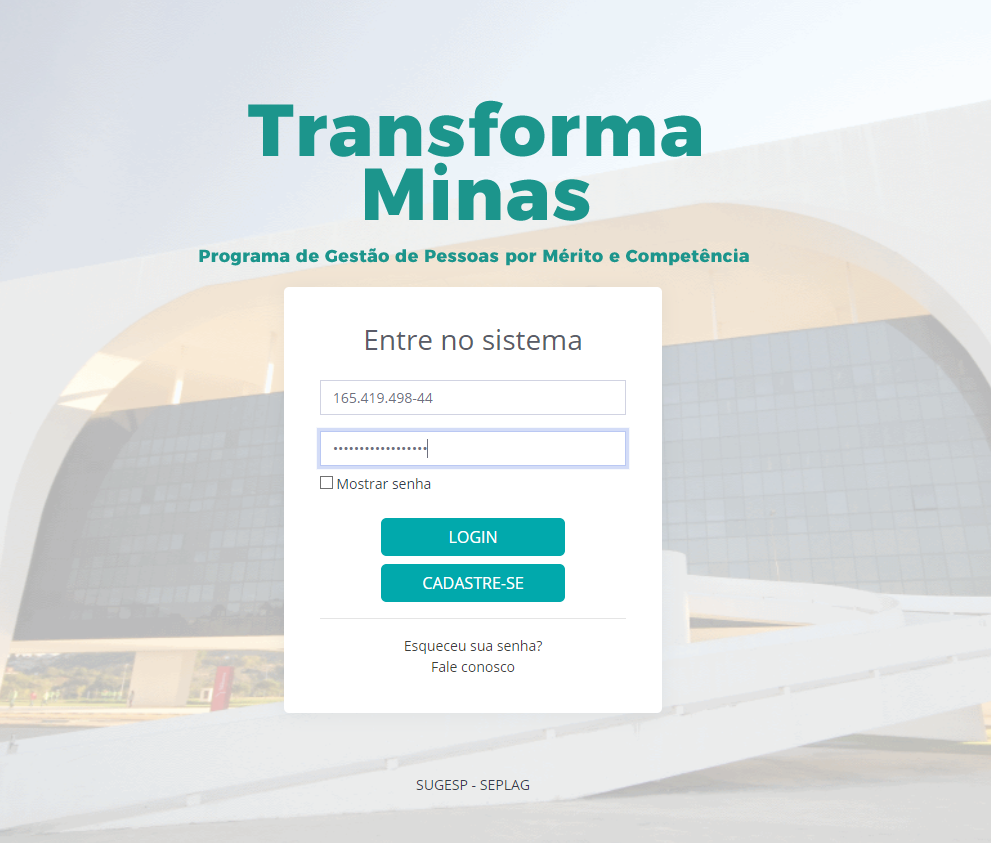 Transforma
Minas
Programa de Gestão de Pessoas por Mérito e Competência
Entre no sistema
165.419.498-44
••••••••••••••••••
Mostrar senha
LOGIN
CADASTRE-SE
Esqueceu sua senha?
Fale conosco
SUGESP - SEPLAG